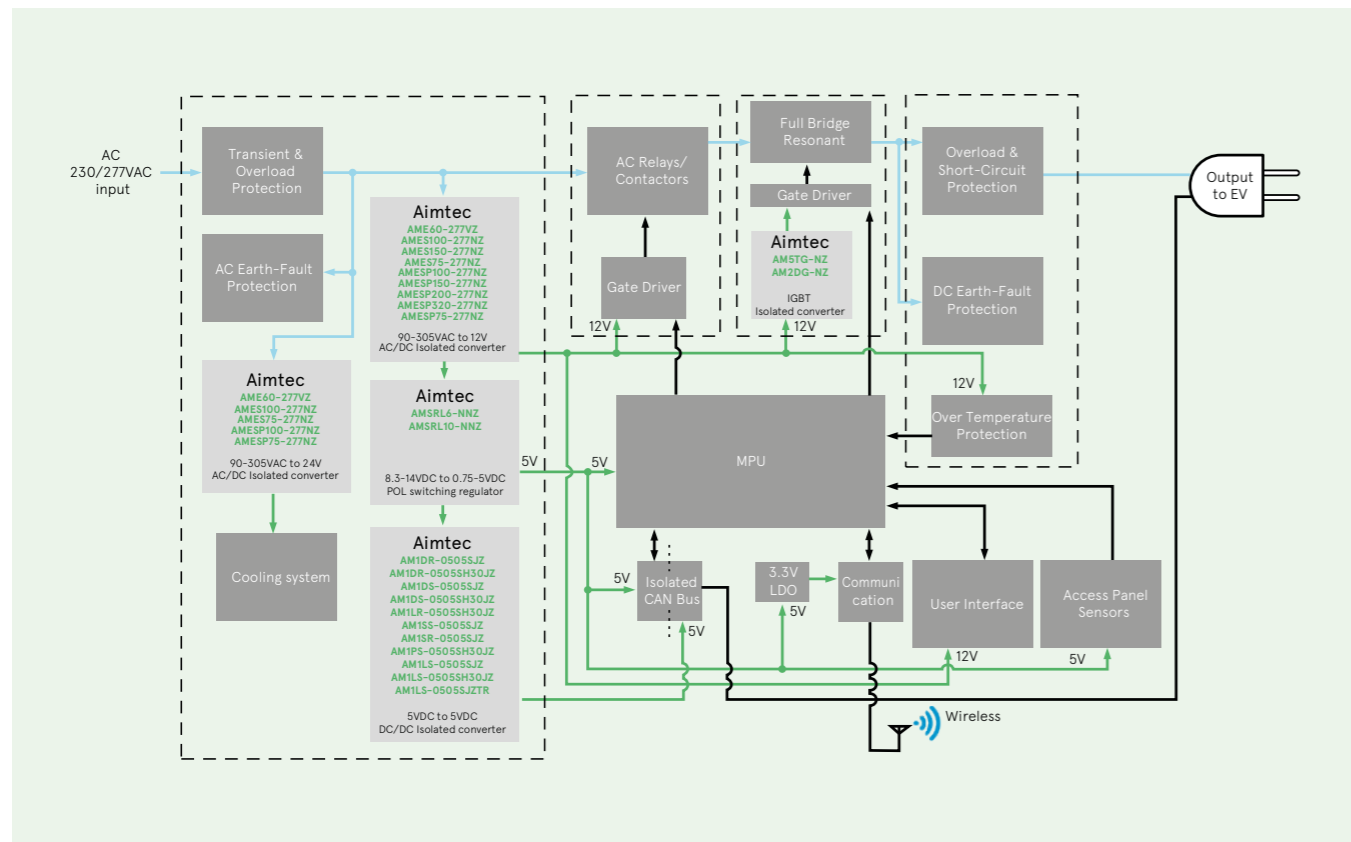 AC
230/277VAC
input
Transient &
Overload
Protection
AC Earth-Fault
Protection
Aimtec
AME60-277VZ
AMES100-277NZ
AMES75-277NZ
AMESP100-277NZ
AMESP75-277NZ
90-305VAC to 24V
AC/DC Isolated converter
Cooling system
Aimtec
AME60-277VZ
AMES100-277NZ
AMES150-277NZ
AMES75-277NZ
AMESP100-277NZ
AMESP150-277NZ
AMESP200-277NZ
AMESP320-277NZ
AMESP75-277NZ
90-305VAC to 12V
AC/DC Isolated converter
Aimtec
AMSRL6-NNZ
AMSRL10-NNZ
8.3-14VDC to 0.75-5VDC
POL switching regulator
5V
Aimtec
AM1DR-0505SJZ
AM1DR-0505SH30JZ
AM1DS-0505SJZ
AM1DS-0505SH30JZ
AM1LR-0505SH30JZ
AM1SS-0505SJZ
AM1SR-0505SJZ
AM1PS-0505SH30JZ
AM1LS-0505SJZ
AM1LS-0505SH30JZ
AM1LS-0505SJZTR
5VDC to 5VDC
DC/DC Isolated converter
AC Relays/
Contactors
Gate Driver
12V
Full Bridge
Resonant
Gate Driver
Aimtec
AM5TG-NZ
AM2DG-NZ
IGBT
Isolated converter
12V
Overload &
Short-Circuit
Protection
DC Earth-Fault
Protection
12V
Over Temperature
Protection
Output
to EV
5V
MPU
5V
Isolated
CAN Bus
5V
3.3V
LDO
5V
Communi
cation
User Interface
12V
Access Panel
Sensors
5V
Wireless